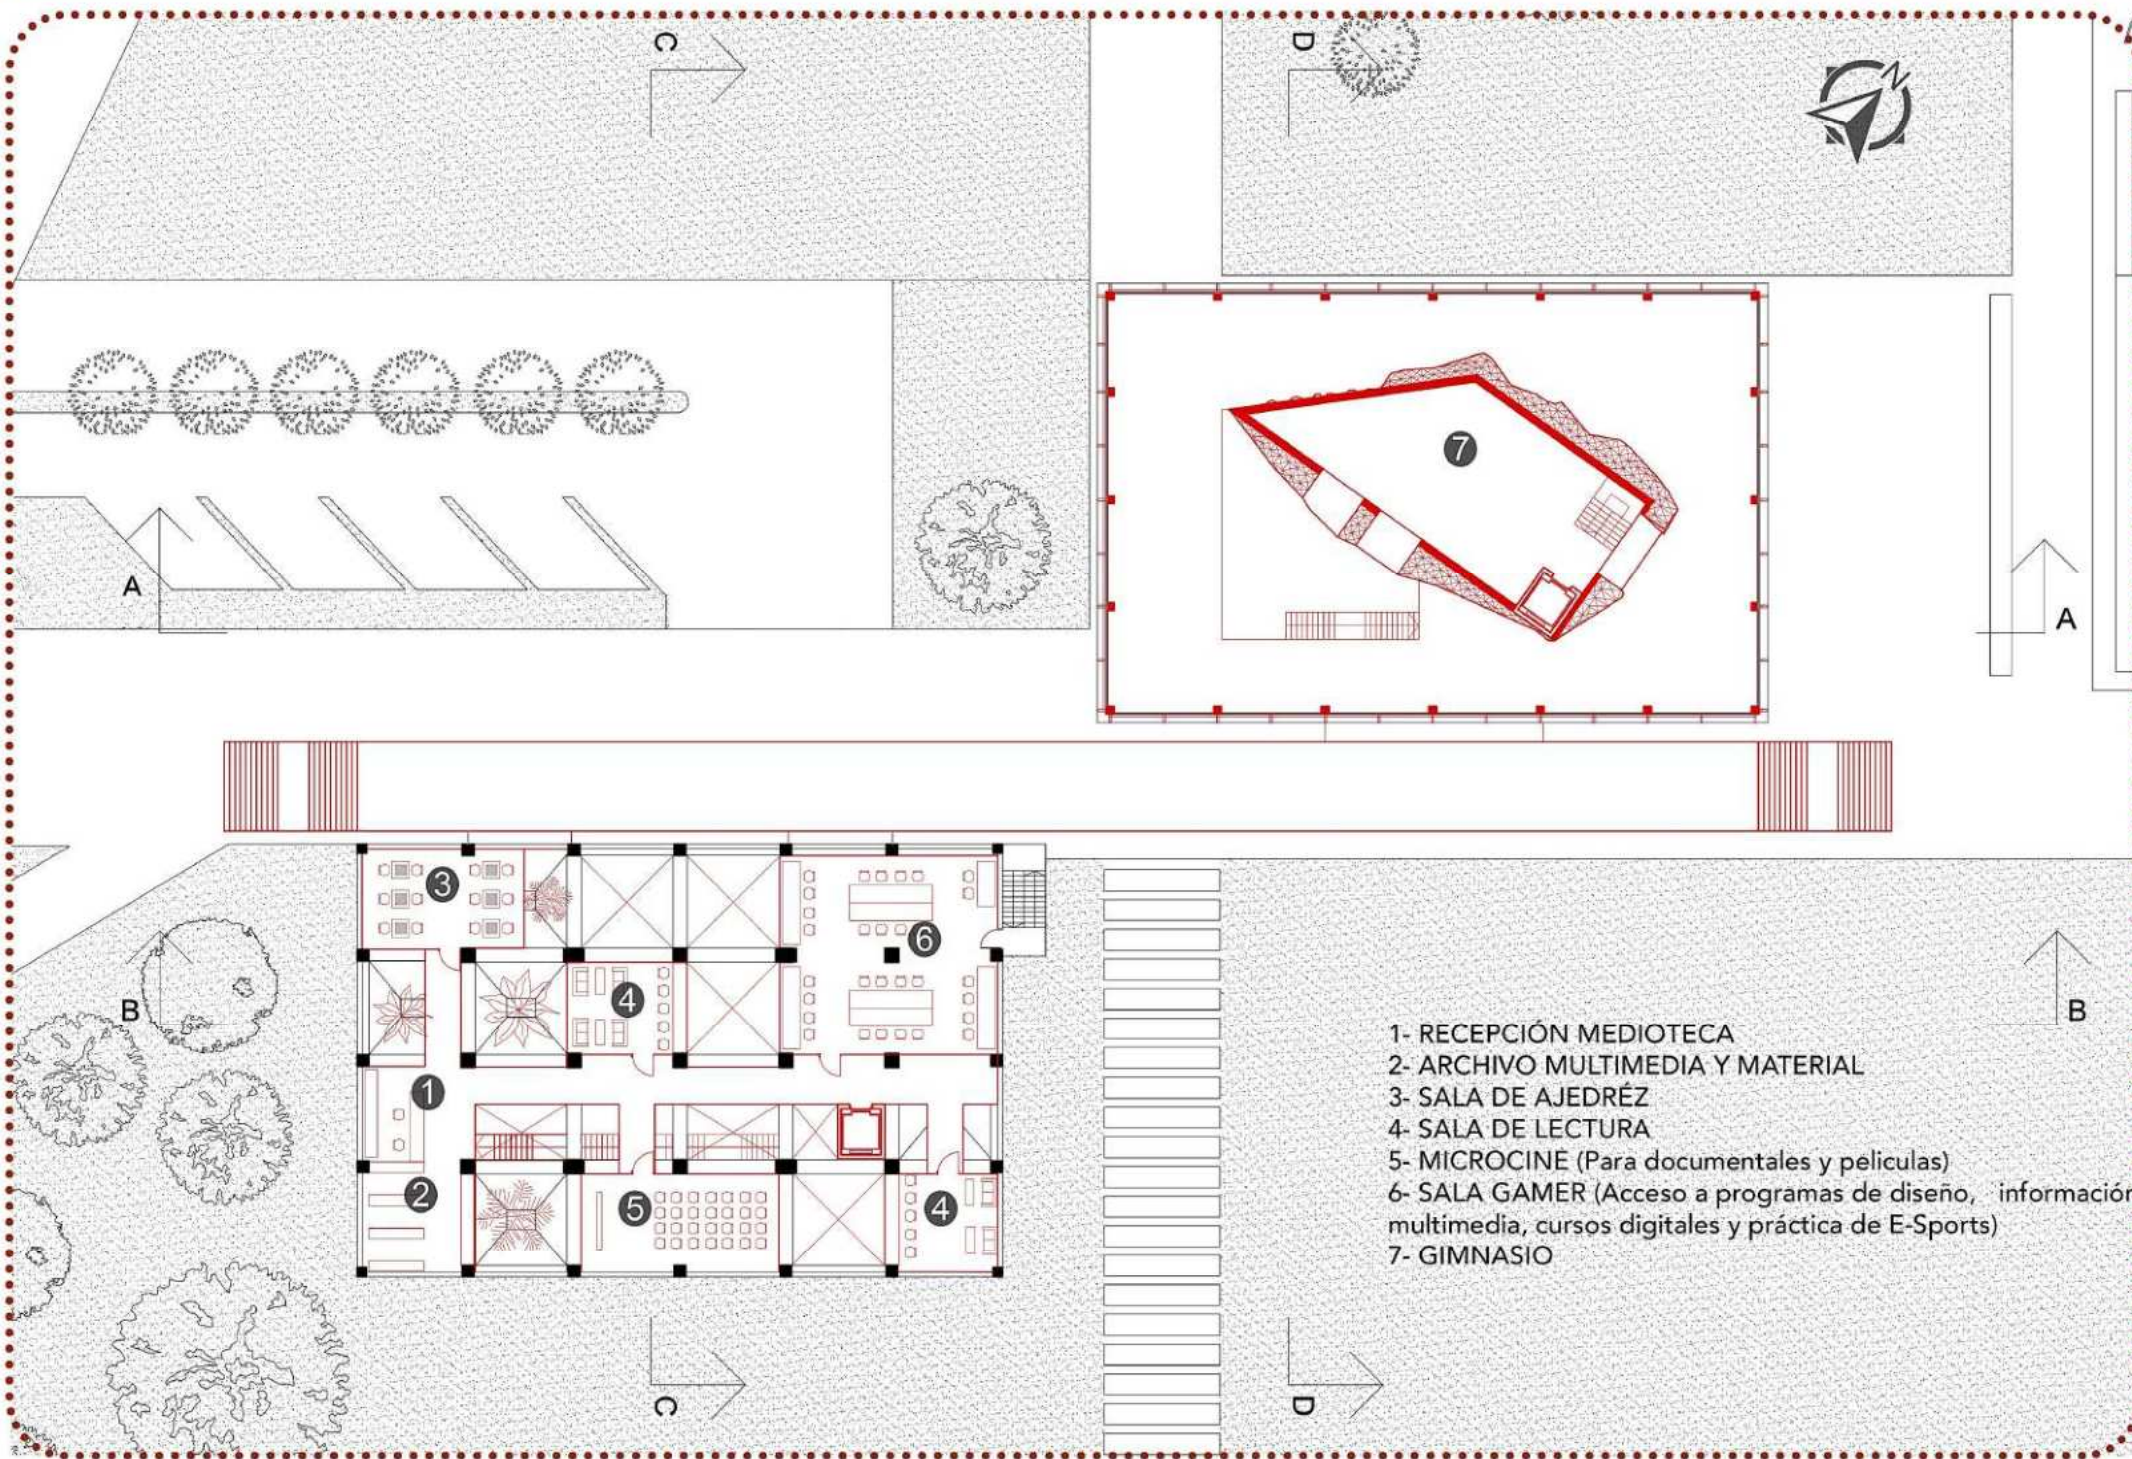 C
D
N
7
A
A
3
6
4
B
B
1
2
5
4
1- RECEPCIÓN MEDIOTECA
2- ARCHIVO MULTIMEDIA Y MATERIAL
3- SALA DE AJEDRÉZ
4- SALA DE LECTURA
5- MICROCINE (Para documentales y peliculas)
6- SALA GAMER (Acceso a programas de diseño, información
multimedia, cursos digitales y práctica de E-Sports)
7- GIMNASIO
C
D